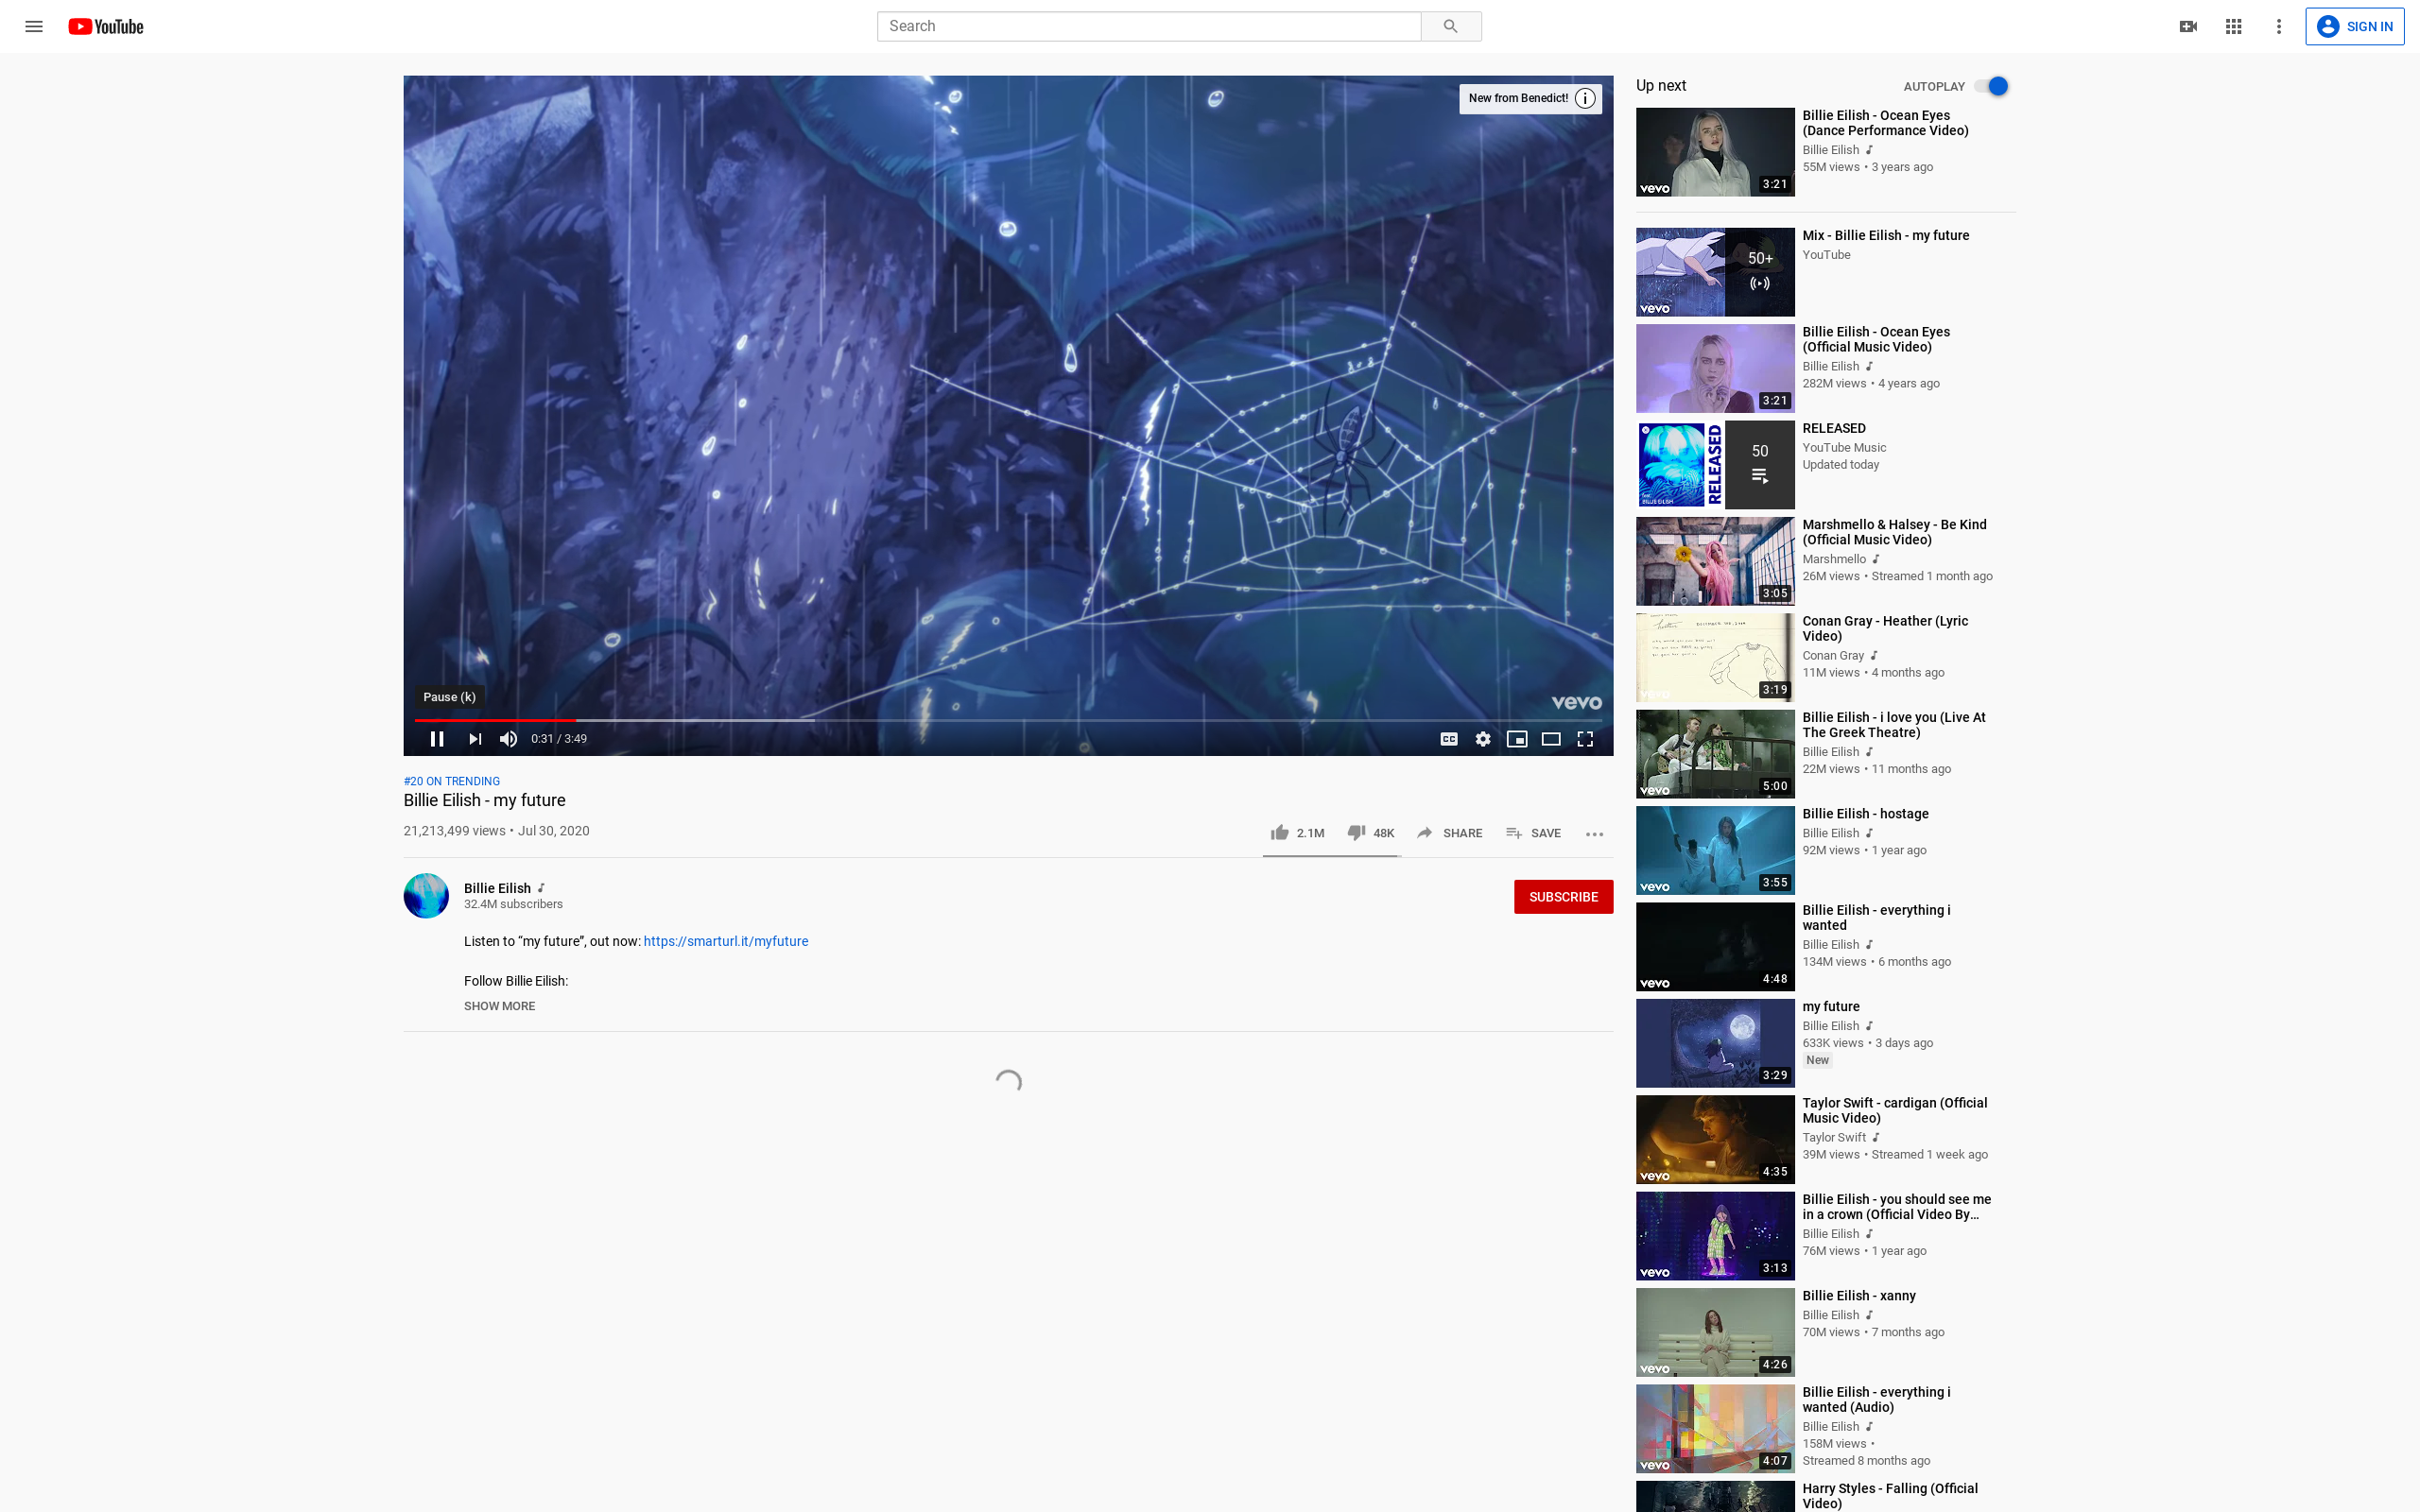 YouTube
Search
SIGN IN
New from Benedict!
Pause (k)
vevo
0:31 / 3:49
CC
#20 ON TRENDING
Billie Eilish - my future
21,213,499 views • Jul 30, 2020
2.1M
48K
SHARE
SAVE
Billie Eilish
32.4M subscribers
SUBSCRIBE
Listen to “my future”, out now: https://smarturl.it/myfuture
Follow Billie Eilish:
SHOW MORE
Up next
AUTOPLAY
vevo
3:21
Billie Eilish - Ocean Eyes
(Dance Performance Video)
Billie Eilish
55M views • 3 years ago
50+
vevo
Mix - Billie Eilish - my future
YouTube
3:21
Billie Eilish - Ocean Eyes
(Official Music Video)
Billie Eilish
282M views • 4 years ago
RELEASED
50
RELEASED
YouTube Music
Updated today
3:05
Marshmello & Halsey - Be Kind
(Official Music Video)
Marshmello
26M views • Streamed 1 month ago
vevo
3:19
Conan Gray - Heather (Lyric
Video)
Conan Gray
11M views • 4 months ago
vevo
5:00
Billie Eilish - i love you (Live At
The Greek Theatre)
Billie Eilish
22M views • 11 months ago
vevo
3:55
Billie Eilish - hostage
Billie Eilish
92M views • 1 year ago
vevo
4:48
Billie Eilish - everything i
wanted
Billie Eilish
134M views • 6 months ago
3:29
my future
Billie Eilish
633K views • 3 days ago
New
vevo
4:35
Taylor Swift - cardigan (Official
Music Video)
Taylor Swift
39M views • Streamed 1 week ago
vevo
3:13
Billie Eilish - you should see me
in a crown (Official Video By…
Billie Eilish
76M views • 1 year ago
vevo
4:26
Billie Eilish - xanny
Billie Eilish
70M views • 7 months ago
vevo
4:07
Billie Eilish - everything i
wanted (Audio)
Billie Eilish
158M views •
Streamed 8 months ago
Harry Styles - Falling (Official
Video)